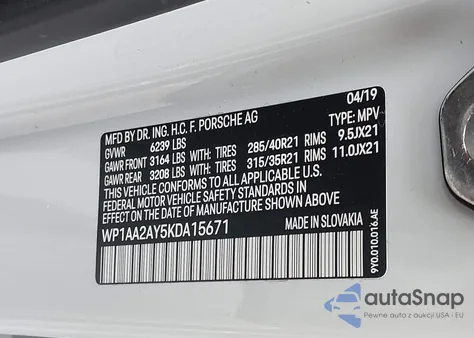 MFD BY DR. ING. H.C. F. PORSCHE AG 04/19
GVWR 6239 LBS TYPE: MPV
GAWR FRONT 3164 LBS WITH: TIRES 285/40R21 RIMS 9.5JX21
GAWR REAR 3208 LBS WITH: TIRES 315/35R21 RIMS 11.0JX21
THIS VEHICLE CONFORMS TO ALL APPLICABLE FEDERAL
MOTOR VEHICLE SAFETY STANDARDS IN
EFFECT ON THE DATE OF MANUFACTURE SHOWN ABOVE
WP1AA2AY5KDA15671 MADE IN SLOVAKIA
9Y0.010.016.AE
autoSnap
Pewne auta z aukcji USA i EU